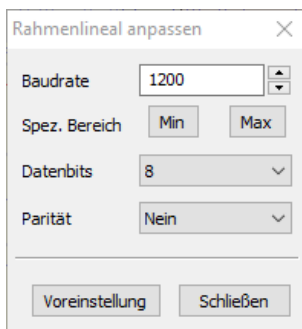 Rahmenlineal anpassen
Baudrate 1200
Spez. Bereich Min Max
Datenbits 8
Parität Nein
Voreinstellung Schließen